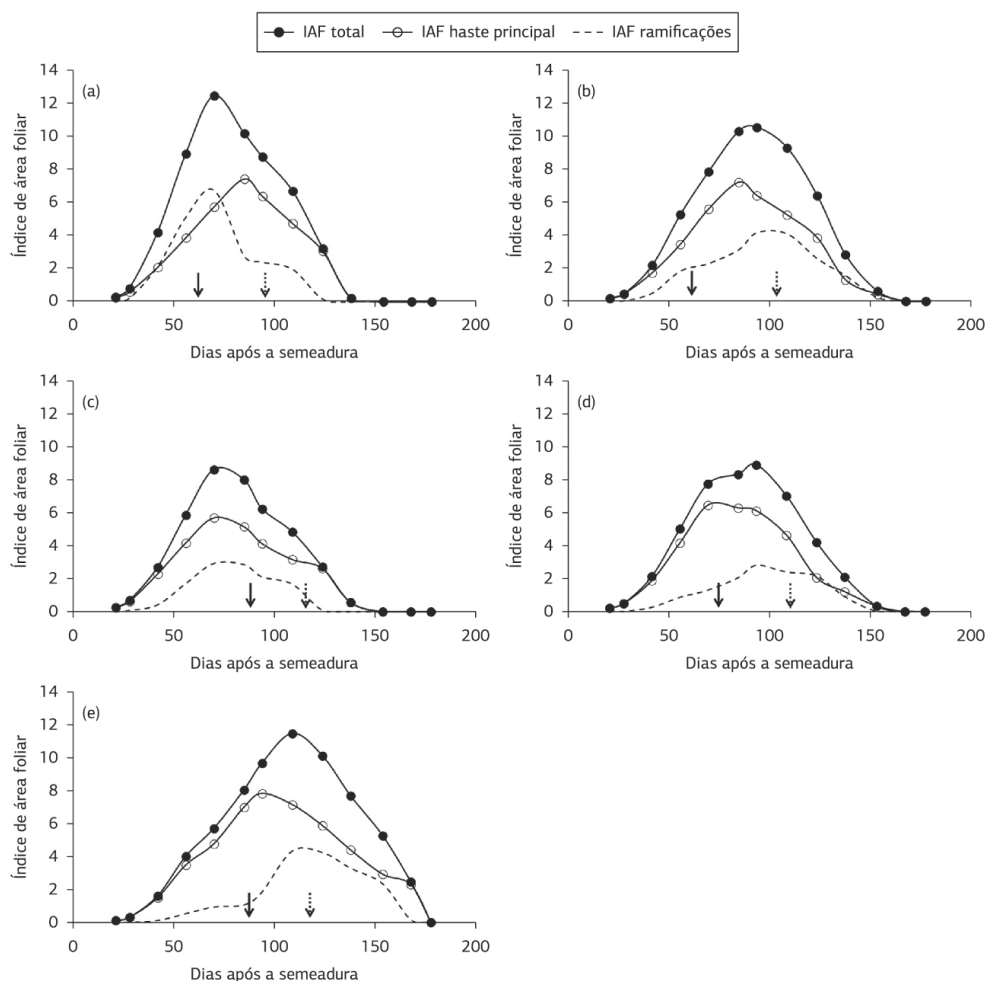 IAF total IAF haste principal IAF ramificações
(a)
Índice de área foliar
14
12
10
8
6
4
2
0
0 50 100 150 200
Dias após a semeadura
(b)
Índice de área foliar
14
12
10
8
6
4
2
0
0 50 100 150 200
Dias após a semeadura
(c)
Índice de área foliar
14
12
10
8
6
4
2
0
0 50 100 150 200
Dias após a semeadura
(d)
Índice de área foliar
14
12
10
8
6
4
2
0
0 50 100 150 200
Dias após a semeadura
(e)
Índice de área foliar
14
12
10
8
6
4
2
0
0 50 100 150 200
Dias após a semeadura